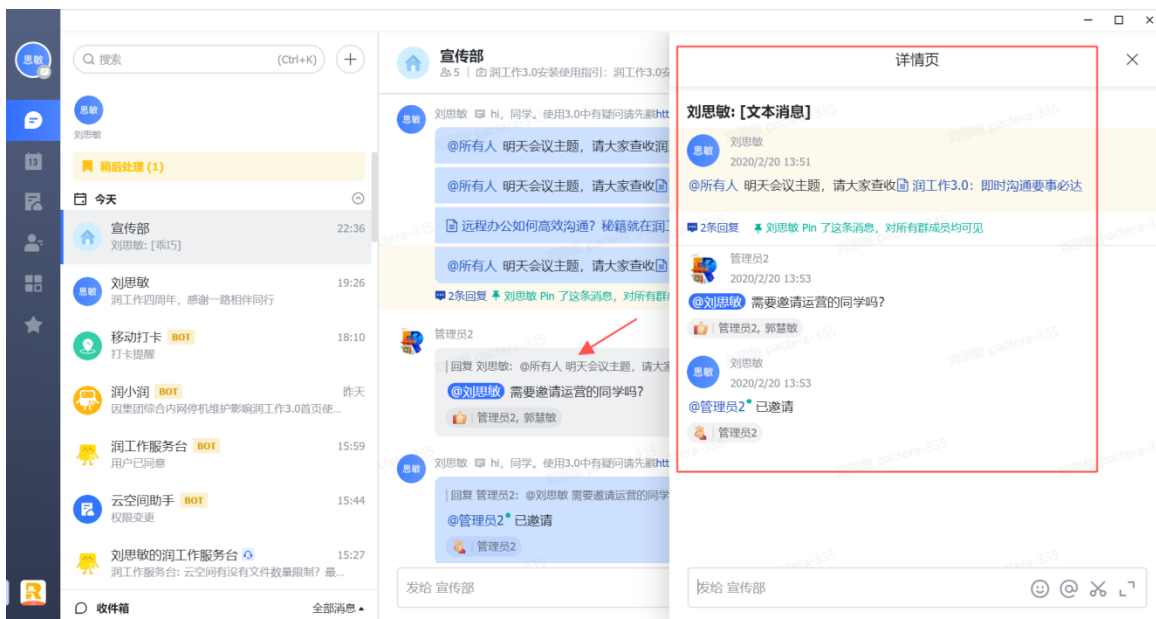 思敏
搜索 (Ctrl+K)
思敏
刘思敏
稍后处理 (1)
今天
宣传部 22:36
刘思敏: [乖巧]
思敏
刘思敏 19:26
润工作四周年，感谢一路相伴同行
移动打卡 BOT 18:10
打卡提醒
润小润 BOT 昨天
因集团综合内网停机维护影响润工作3.0首页使...
润工作服务台 BOT 15:59
用户已同意
云空间助手 BOT 15:44
权限变更
刘思敏的润工作服务台 15:27
润工作服务台: 云空间有没有文件数量限制？最...
收件箱 全部消息
13
宣传部
5 | 润工作3.0安装使用指引：润工作3.0安
思敏
刘思敏 hi，同学。使用3.0中有疑问请先戳htt
@所有人 明天会议主题，请大家查收润
@所有人 明天会议主题，请大家查收
远程办公如何高效沟通？秘籍就在润
@所有人 明天会议主题，请大家查收
2条回复 刘思敏 Pin 了这条消息，对所有群
管理员2
回复 刘思敏: @所有人 明天会议主题，请大
@刘思敏 需要邀请运营的同学吗?
管理员2, 郭慧敏
思敏
刘思敏 hi，同学。使用3.0中有疑问请先戳htt
回复 管理员2: @刘思敏 需要邀请运营的同学
@管理员2 已邀请
管理员2
发给 宣传部
详情页
刘思敏: [文本消息]
思敏
刘思敏
2020/2/20 13:51
@所有人 明天会议主题，请大家查收 润工作3.0：即时沟通要事必达
2条回复 刘思敏 Pin 了这条消息，对所有群成员均可见
管理员2
2020/2/20 13:53
@刘思敏 需要邀请运营的同学吗?
管理员2, 郭慧敏
思敏
刘思敏
2020/2/20 13:53
@管理员2 已邀请
管理员2
发给 宣传部